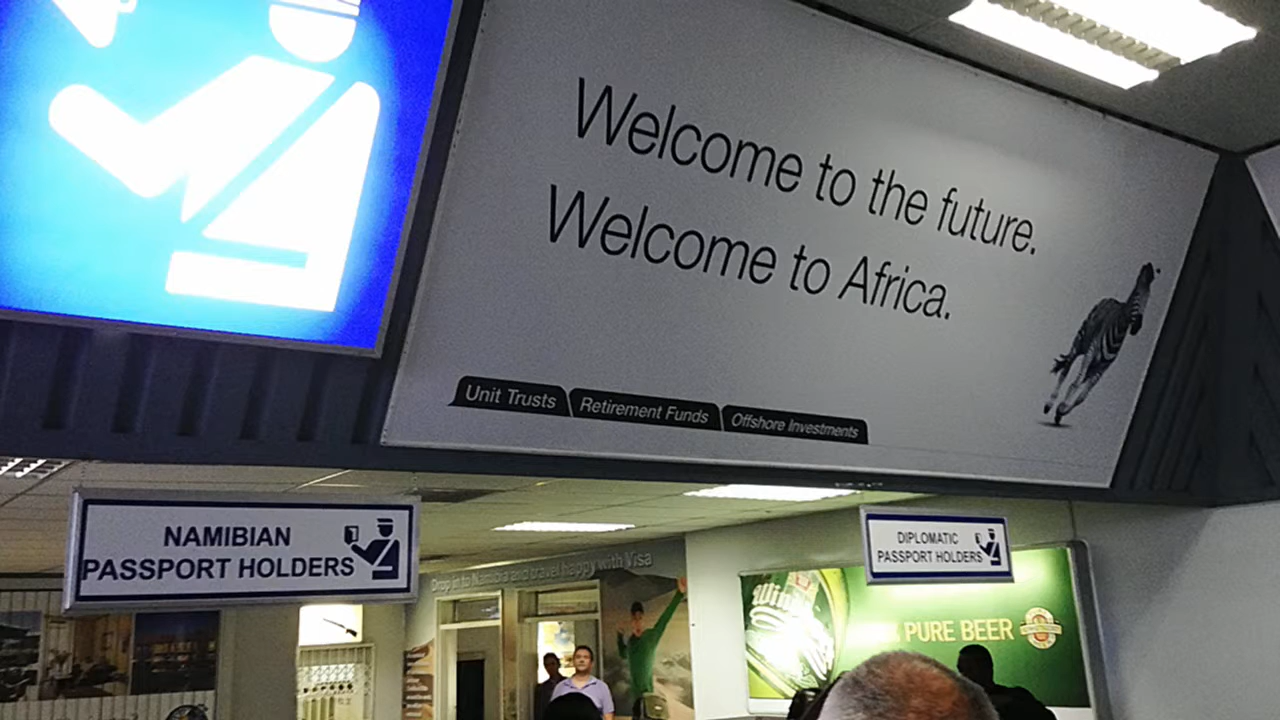 Welcome to the future.
Welcome to Africa.
Unit Trusts
Retirement Funds
Offshore Investments
NAMIBIAN
PASSPORT HOLDERS
DIPLOMATIC
PASSPORT HOLDERS
Drop in to Namibia and travel happy with Visa
PURE BEER